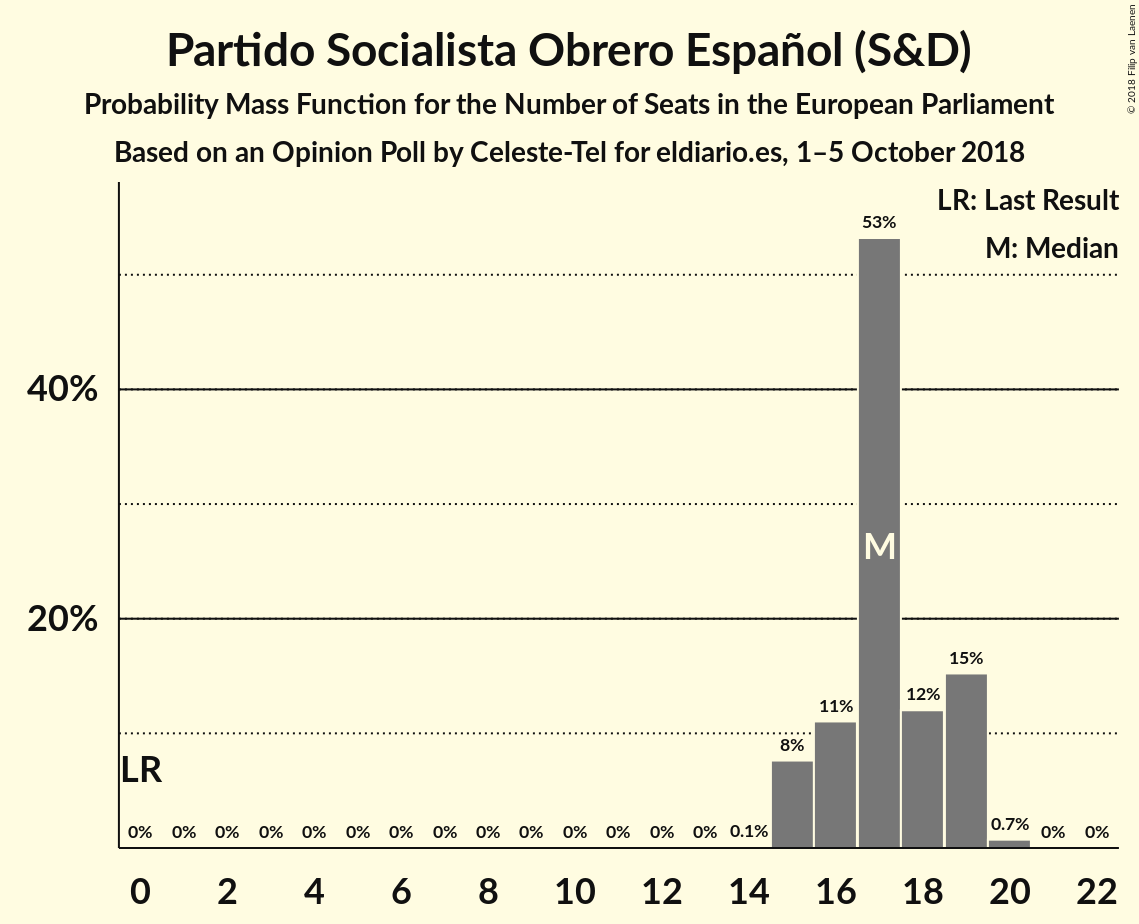 Partido Socialista Obrero Español (S&D)
Probability Mass Function for the Number of Seats in the European Parliament
Based on an Opinion Poll by Celeste-Tel for eldiario.es, 1–5 October 2018
© 2018 Filip van Laenen
LR: Last Result
M: Median
53%
40%
M
20%
15%
12%
11%
8%
LR
0% 0% 0% 0% 0% 0% 0% 0% 0% 0% 0% 0% 0% 0% 0.1% 0.7% 0% 0%
0 2 4 6 8 10 12 14 16 18 20 22